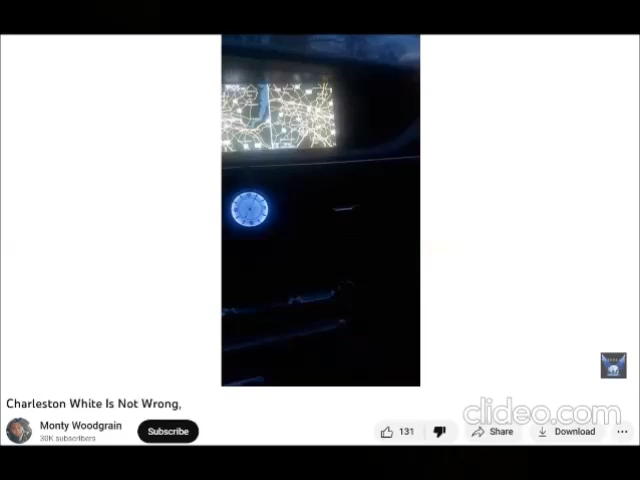 Charleston White Is Not Wrong,
Monty Woodgrain
30K subscribers
Subscribe
131
Share
Download
clideo.com